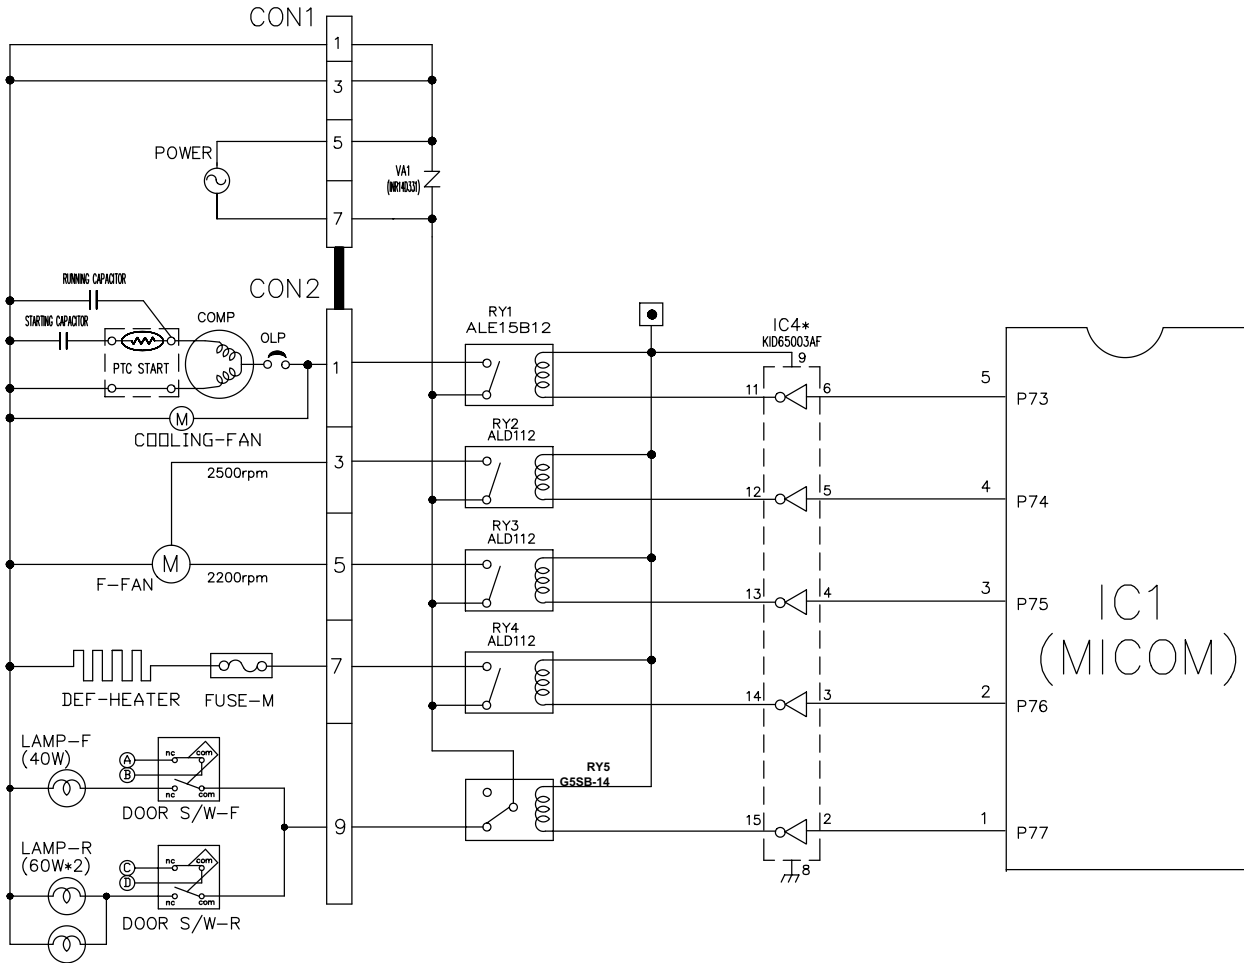 CON1
1
3
5
7
POWER
VA1
(INR14D331)
CON2
1
3
5
7
9
RUNNING CAPACITOR
STARTING CAPACITOR
COMP
OLP
PTC START
M
COOLING-FAN
2500rpm
M
F-FAN
2200rpm
DEF-HEATER
FUSE-M
LAMP-F
(40W)
A
B
nc
com
nc
com
DOOR S/W-F
LAMP-R
(60W*2)
C
D
nc
com
nc
com
DOOR S/W-R
RY1
ALE15B12
RY2
ALD112
RY3
ALD112
RY4
ALD112
RY5
G5SB-14
IC4*
KID65003AF
9
11
6
12
5
13
4
14
3
15
2
8
5
P73
4
P74
3
P75
2
P76
1
P77
IC1
(MICOM)